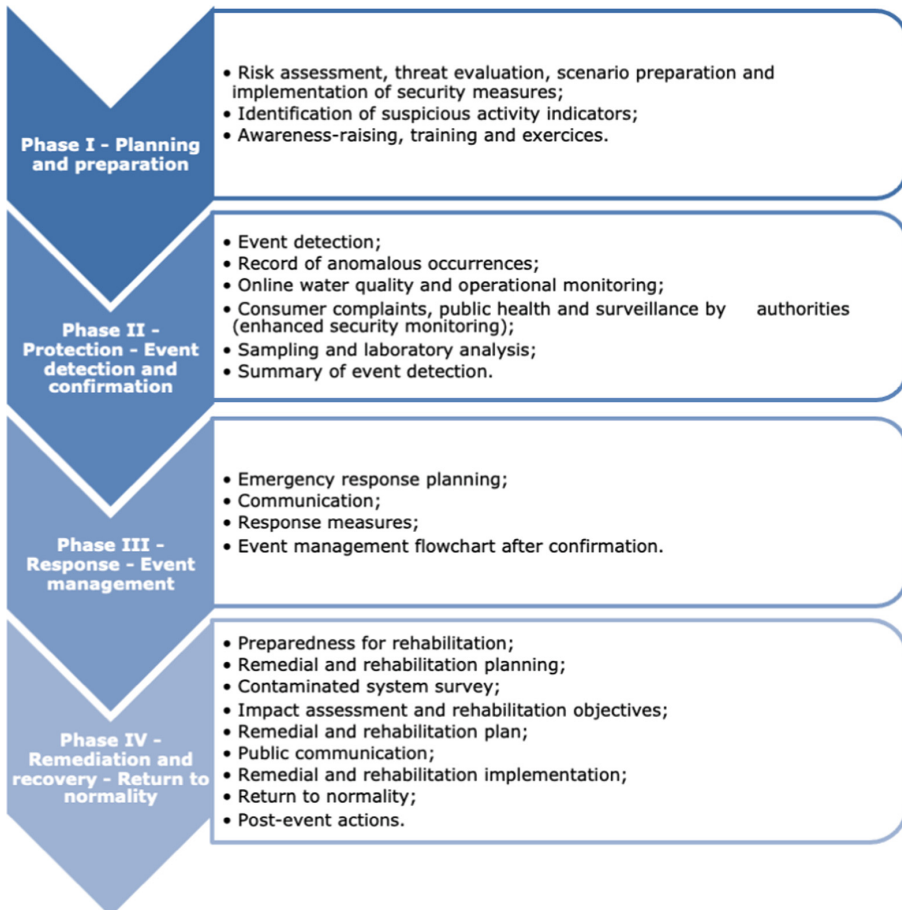 Phase I - Planning
and preparation
• Risk assessment, threat evaluation, scenario preparation and
implementation of security measures;
• Identification of suspicious activity indicators;
• Awareness-raising, training and exercices.
Phase II -
Protection - Event
detection and
confirmation
• Event detection;
• Record of anomalous occurrences;
• Online water quality and operational monitoring;
• Consumer complaints, public health and surveillance by authorities
(enhanced security monitoring);
• Sampling and laboratory analysis;
• Summary of event detection.
Phase III -
Response - Event
management
• Emergency response planning;
• Communication;
• Response measures;
• Event management flowchart after confirmation.
Phase IV -
Remediation and
recovery - Return to
normality
• Preparedness for rehabilitation;
• Remedial and rehabilitation planning;
• Contaminated system survey;
• Impact assessment and rehabilitation objectives;
• Remedial and rehabilitation plan;
• Public communication;
• Remedial and rehabilitation implementation;
• Return to normality;
• Post-event actions.